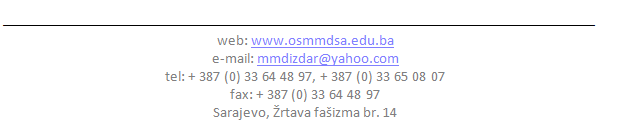 web: www.osmmdsa.edu.ba
e-mail: mmdizdar@yahoo.com
tel: + 387 (0) 33 64 48 97, + 387 (0) 33 65 08 07
fax: + 387 (0) 33 64 48 97
Sarajevo, Žrtava fašizma br. 14